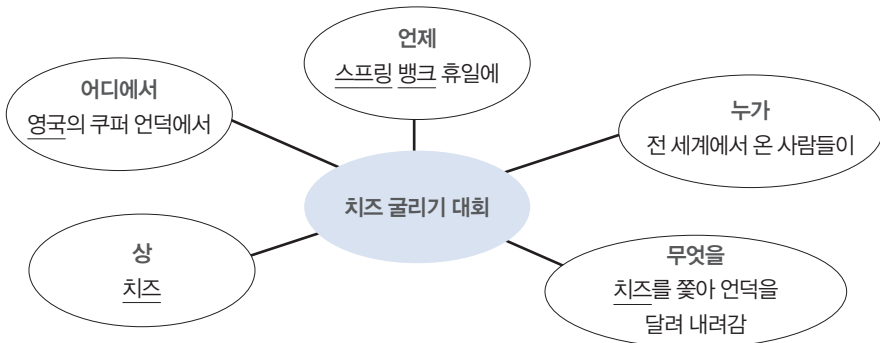 언제
스프링 뱅크 휴일에
어디에서
영국의 쿠퍼 언덕에서
누가
전 세계에서 온 사람들이
치즈 굴리기 대회
상
치즈
무엇을
치즈를 쫓아 언덕을
달려 내려감